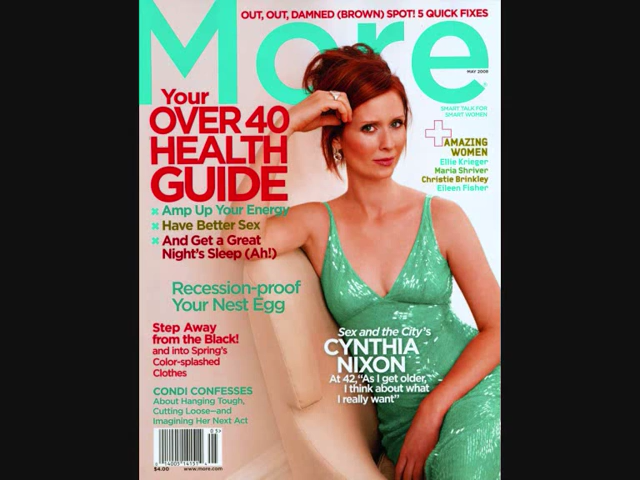 OUT, OUT, DAMNED (BROWN) SPOT! 5 QUICK FIXES
More
MAY 2008
SMART TALK FOR
SMART WOMEN
Your
OVER 40
HEALTH
GUIDE
× Amp Up Your Energy
× Have Better Sex
× And Get a Great
Night's Sleep (Ah!)
+AMAZING
WOMEN
Ellie Krieger
Maria Shriver
Christie Brinkley
Eileen Fisher
Recession-proof
Your Nest Egg
Step Away
from the Black!
and into Spring's
Color-splashed
Clothes
CONDI CONFESSES
About Hanging Tough,
Cutting Loose—and
Imagining Her Next Act
Sex and the City's
CYNTHIA
NIXON
At 42, "As I get older,
I think about what
I really want"
$4.00
www.more.com